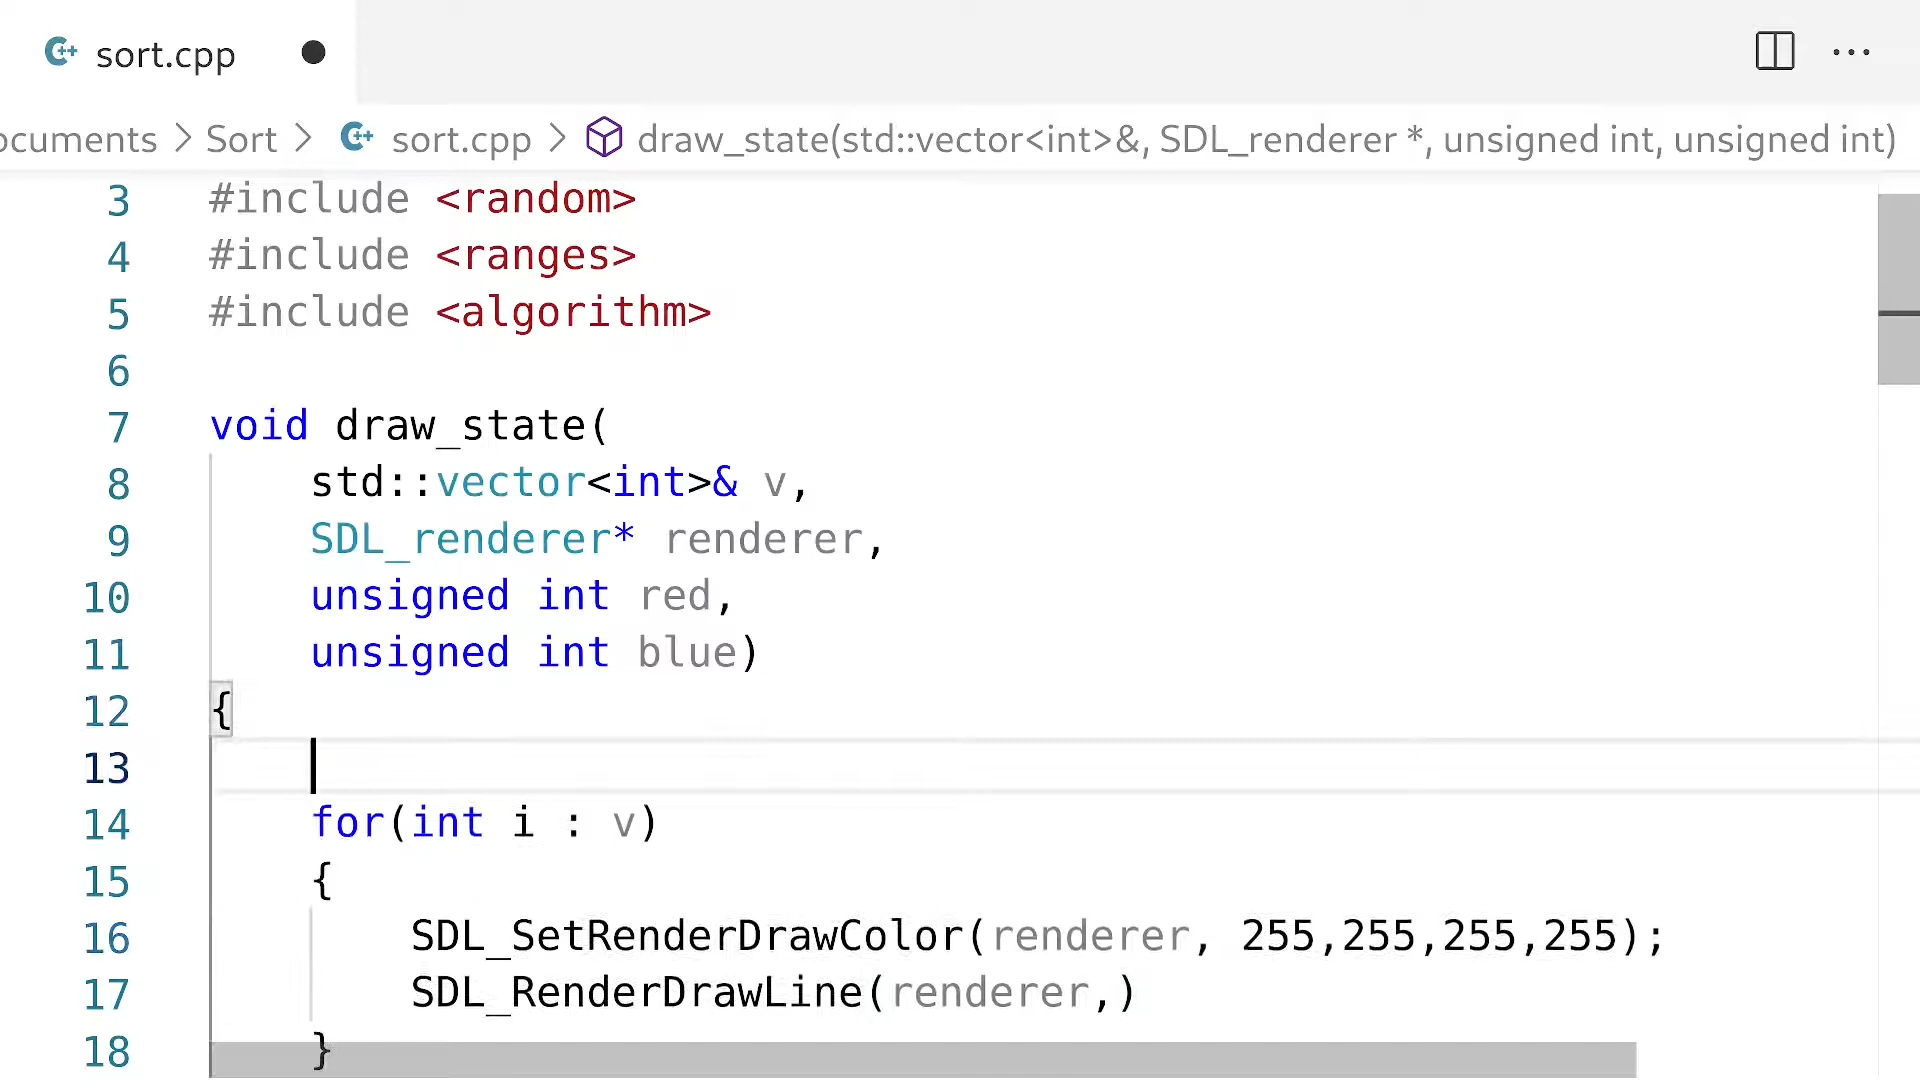 sort.cpp
ocuments > Sort > sort.cpp > draw_state(std::vector<int>&, SDL_renderer *, unsigned int, unsigned int)
3 #include <random>
4 #include <ranges>
5 #include <algorithm>
6
7 void draw_state(
8 std::vector<int>& v,
9 SDL_renderer* renderer,
10 unsigned int red,
11 unsigned int blue)
12 {
13
14 for(int i : v)
15 {
16 SDL_SetRenderDrawColor(renderer, 255,255,255,255);
17 SDL_RenderDrawLine(renderer,)
18 }